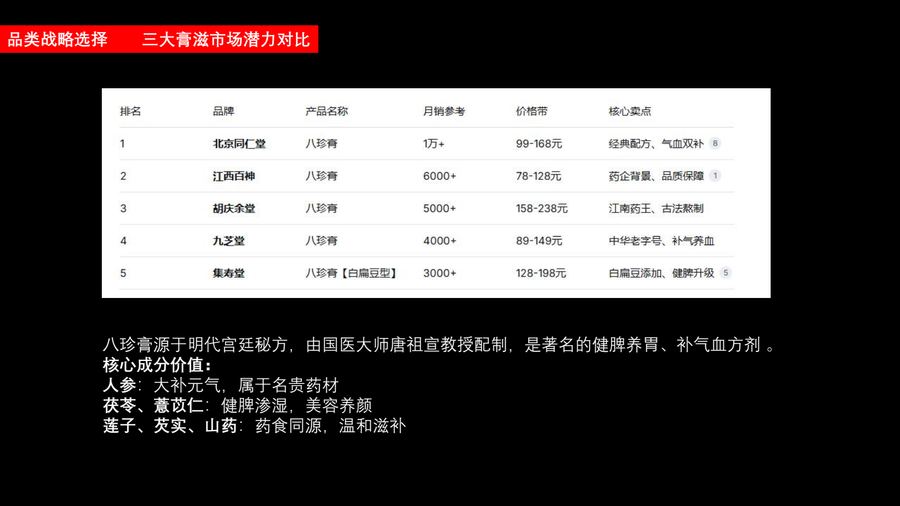 品类战略选择 三大膏滋市场潜力对比
排名 品牌 产品名称 月销参考 价格带 核心卖点
1 北京同仁堂 八珍膏 1万+ 99-168元 经典配方、气血双补 8
2 江西百神 八珍膏 6000+ 78-128元 药企背景、品质保障 1
3 胡庆余堂 八珍膏 5000+ 158-238元 江南药王、古法熬制
4 九芝堂 八珍膏 4000+ 89-149元 中华老字号、补气养血
5 集寿堂 八珍膏【白扁豆型】 3000+ 128-198元 白扁豆添加、健脾升级 5
八珍膏源于明代宫廷秘方，由国医大师唐祖宣教授配制，是著名的健脾养胃、补气血方剂 。
核心成分价值：
人参：大补元气，属于名贵药材
茯苓、薏苡仁：健脾渗湿，美容养颜
莲子、芡实、山药：药食同源，温和滋补